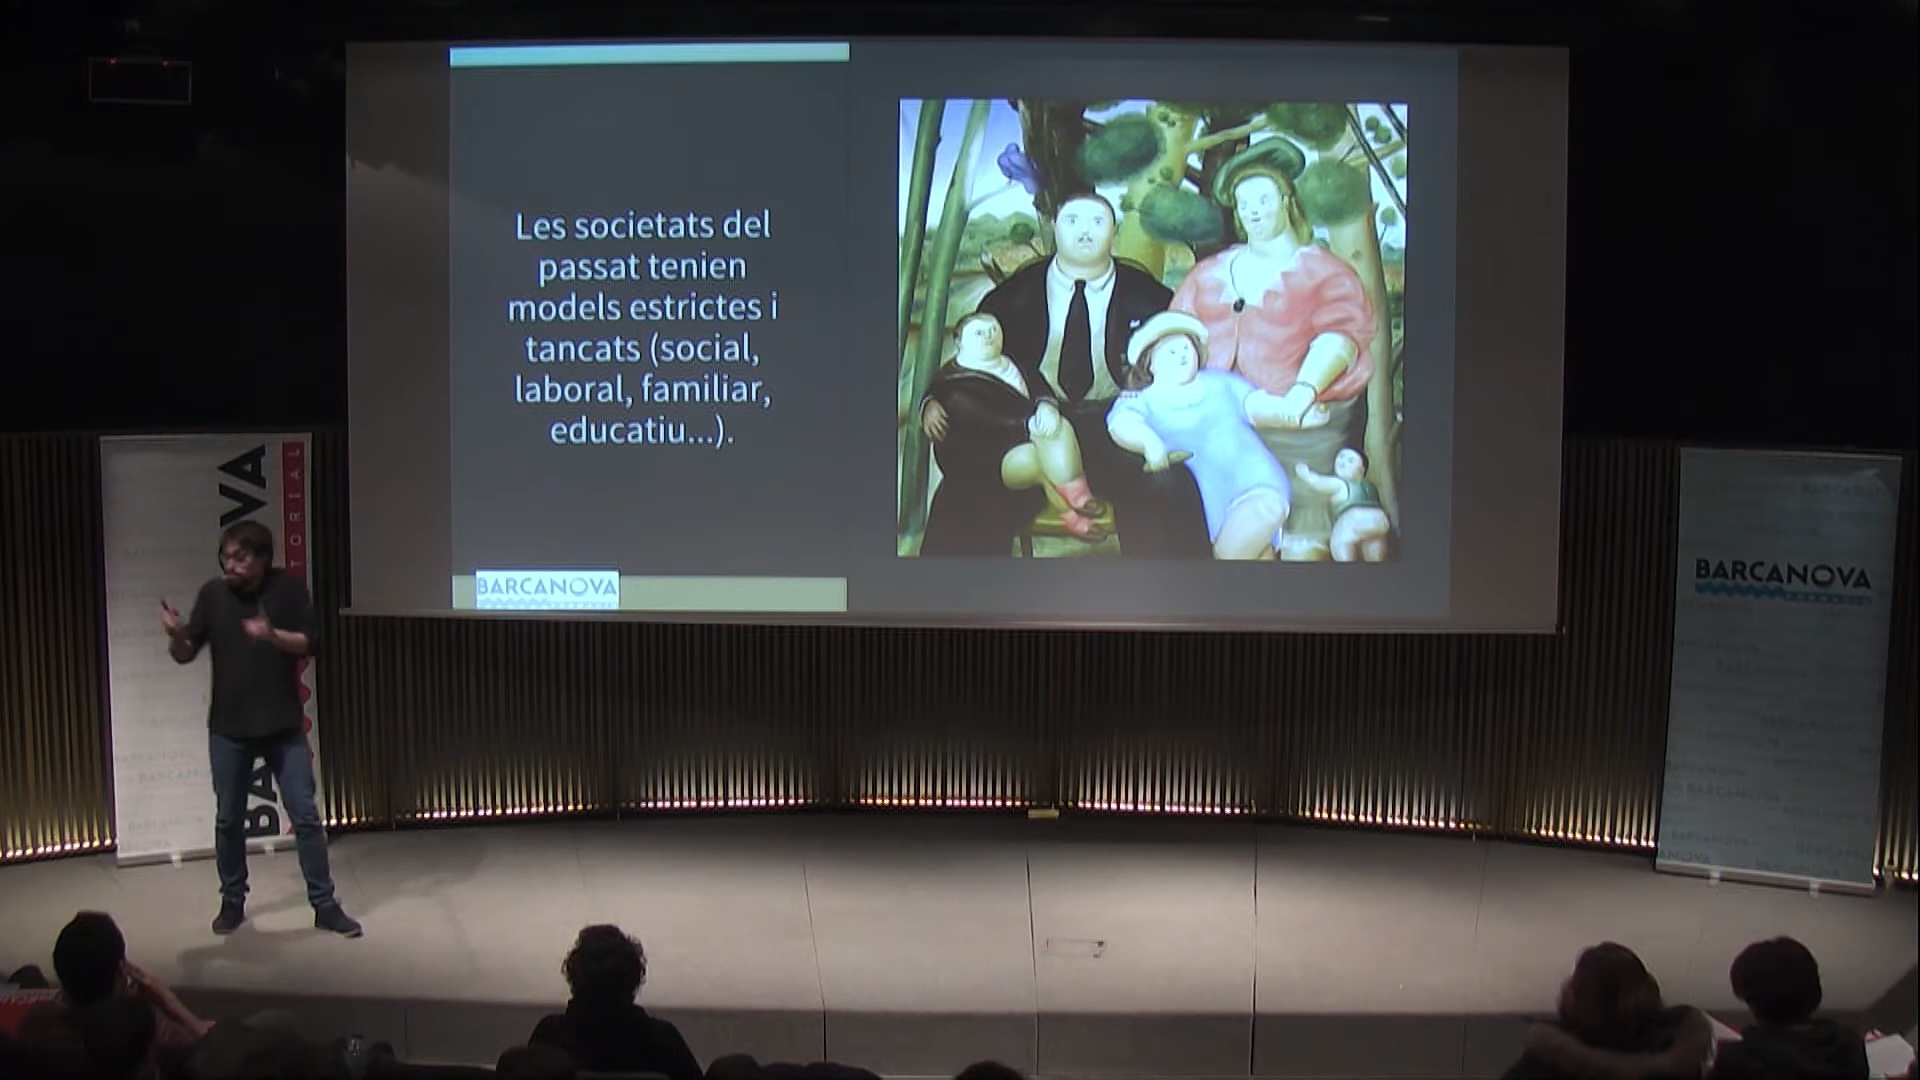 Les societats del
passat tenien
models estrictes i
tancats (social,
laboral, familiar,
educatiu...).
BARCANOVA
BARCANOVA